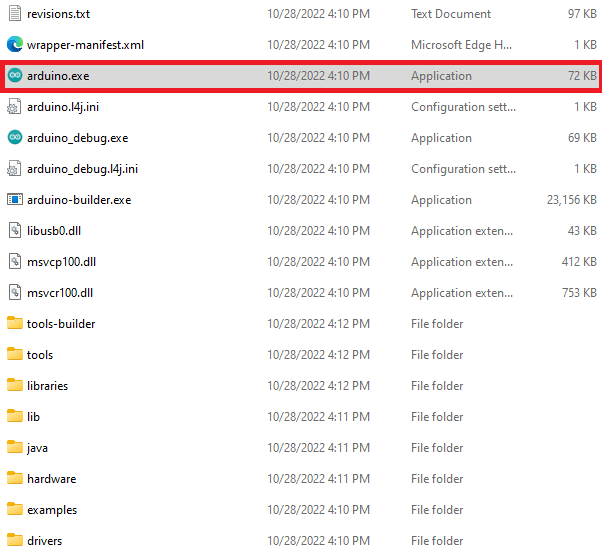 revisions.txt 10/28/2022 4:10 PM Text Document 97 KB
wrapper-manifest.xml 10/28/2022 4:10 PM Microsoft Edge H... 1 KB
arduino.exe 10/28/2022 4:10 PM Application 72 KB
arduino.l4j.ini 10/28/2022 4:10 PM Configuration sett... 1 KB
arduino_debug.exe 10/28/2022 4:10 PM Application 69 KB
arduino_debug.l4j.ini 10/28/2022 4:10 PM Configuration sett... 1 KB
arduino-builder.exe 10/28/2022 4:10 PM Application 23,156 KB
libusb0.dll 10/28/2022 4:10 PM Application exten... 43 KB
msvcp100.dll 10/28/2022 4:10 PM Application exten... 412 KB
msvcr100.dll 10/28/2022 4:10 PM Application exten... 753 KB
tools-builder 10/28/2022 4:12 PM File folder
tools 10/28/2022 4:12 PM File folder
libraries 10/28/2022 4:12 PM File folder
lib 10/28/2022 4:11 PM File folder
java 10/28/2022 4:11 PM File folder
hardware 10/28/2022 4:11 PM File folder
examples 10/28/2022 4:10 PM File folder
drivers 10/28/2022 4:10 PM File folder